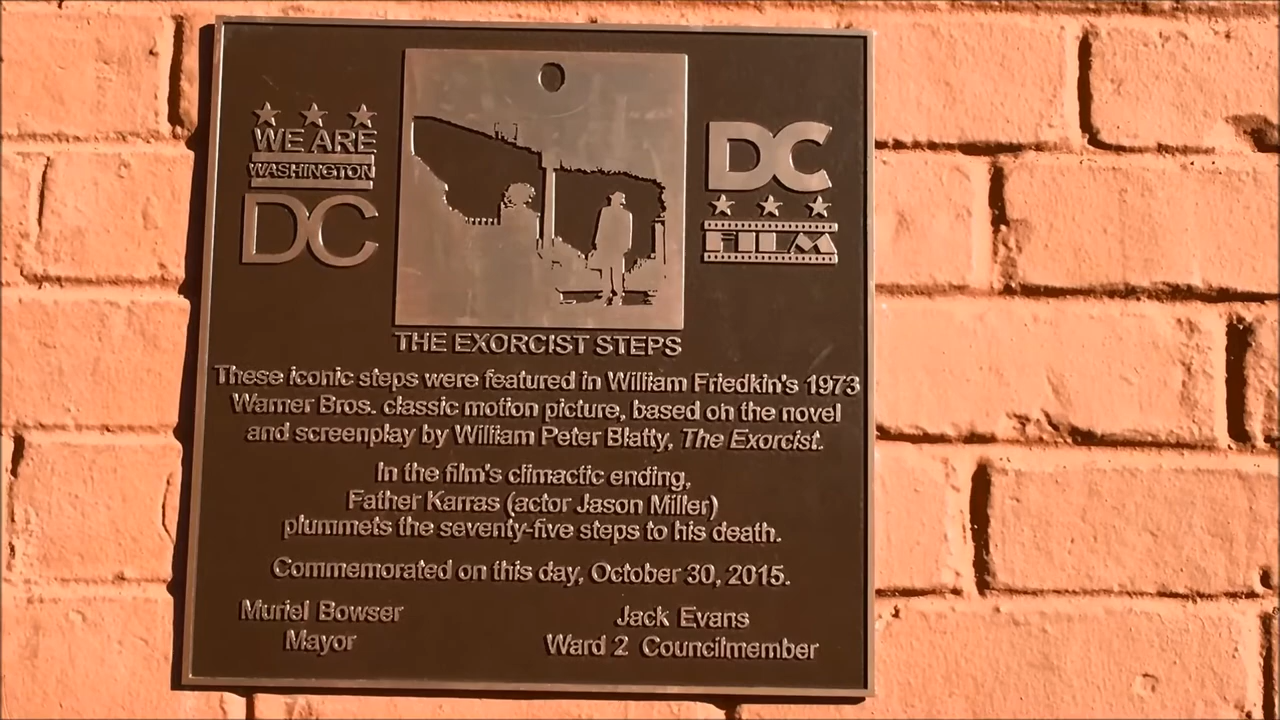 WE ARE
WASHINGTON
DC
DC
FILM
THE EXORCIST STEPS
These iconic steps were featured in William Friedkin's 1973
Warner Bros. classic motion picture, based on the novel
and screenplay by William Peter Blatty, The Exorcist.
In the film's climactic ending,
Father Karras (actor Jason Miller)
plummets the seventy-five steps to his death.
Commemorated on this day, October 30, 2015.
Muriel Bowser
Mayor
Jack Evans
Ward 2 Councilmember